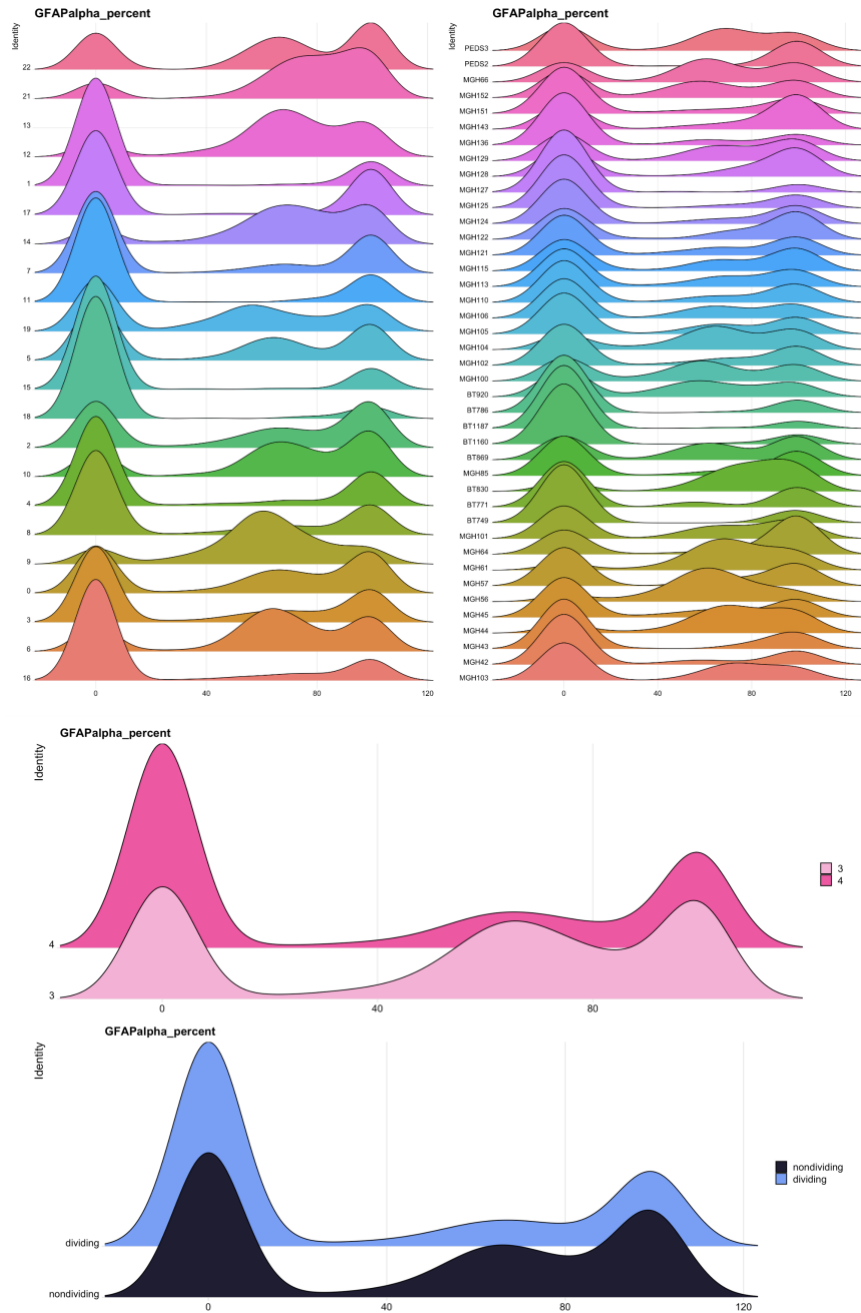 GFAPalpha_percent
Identity
22
21
13
12
1
17
14
7
11
19
5
15
18
2
10
4
8
9
0
3
6
16
0 40 80 120
GFAPalpha_percent
Identity
PEDS3
PEDS2
MGH66
MGH152
MGH151
MGH143
MGH136
MGH129
MGH128
MGH127
MGH125
MGH124
MGH122
MGH121
MGH115
MGH113
MGH110
MGH106
MGH105
MGH104
MGH102
MGH100
BT920
BT786
BT1187
BT1160
BT869
MGH85
BT830
BT771
BT749
MGH101
MGH64
MGH61
MGH57
MGH56
MGH45
MGH44
MGH43
MGH42
MGH103
0 40 80 120
GFAPalpha_percent
Identity
4
3
0 40 80
3
4
GFAPalpha_percent
Identity
dividing
nondividing
0 40 80 120
nondividing
dividing